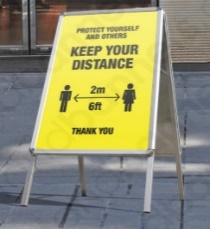 PROTECT YOURSELF
AND OTHERS
KEEP YOUR
DISTANCE
2m
6ft
THANK YOU